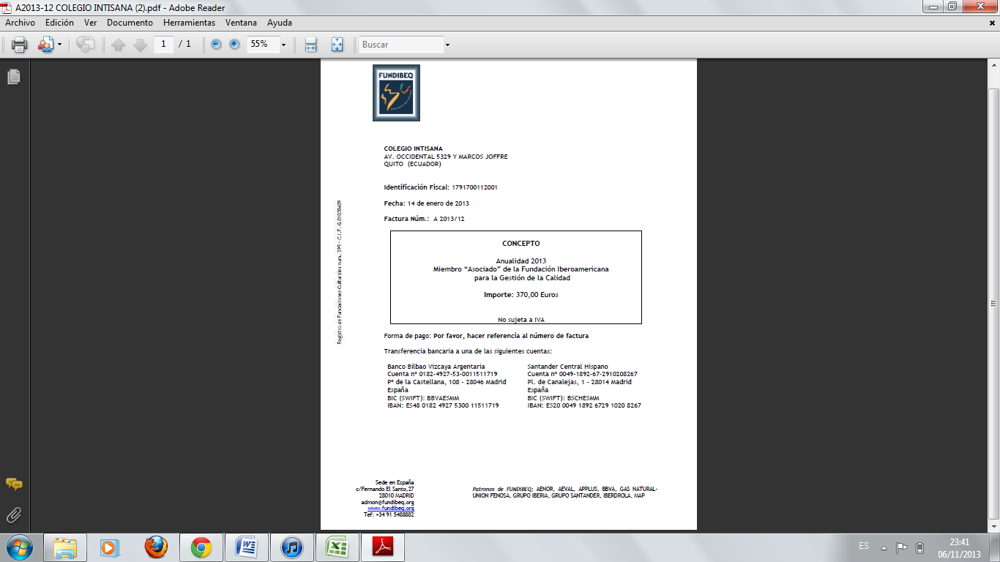 A2013-12 COLEGIO INTISANA (2).pdf - Adobe Reader
Archivo Edición Ver Documento Herramientas Ventana Ayuda
1 / 1 55% Buscar
FUNDIBEQ
COLEGIO INTISANA
AV. OCCIDENTAL 5329 Y MARCOS JOFFRE
QUITO (ECUADOR)
Identificación Fiscal: 1791700112001
Fecha: 14 de enero de 2013
Factura Núm.: A 2013/12
Registro de Fundaciones Culturales num. 399 - C.I.F. G 81829409
CONCEPTO
Anualidad 2013
Miembro “Asociado” de la Fundación Iberoamericana
para la Gestión de la Calidad
Importe: 370,00 Euros
No sujeta a IVA
Forma de pago: Por favor, hacer referencia al número de factura
Transferencia bancaria a una de las siguientes cuentas:
Banco Bilbao Vizcaya Argentaria
Cuenta nº 0182-4927-53-0011511719
Pº de la Castellana, 108 - 28046 Madrid
España
BIC (SWIFT): BBVAESMM
IBAN: ES48 0182 4927 5300 11511719
Santander Central Hispano
Cuenta nº 0049-1892-67-2910208267
Pl. de Canalejas, 1 - 28014 Madrid
España
BIC (SWIFT): BSCHESMM
IBAN: ES20 0049 1892 6729 1020 8267
Sede en España
c/Fernando El Santo,27
28010 MADRID
admon@fundibeq.org
www.fundibeq.org
Tef: +34 91 5488882
Patronos de FUNDIBEQ; AENOR, AEVAL, APPLUS, BBVA, GAS NATURAL-
UNION FENOSA, GRUPO IBERIA, GRUPO SANTANDER, IBERDROLA, MAP
ES
23:41
06/11/2013